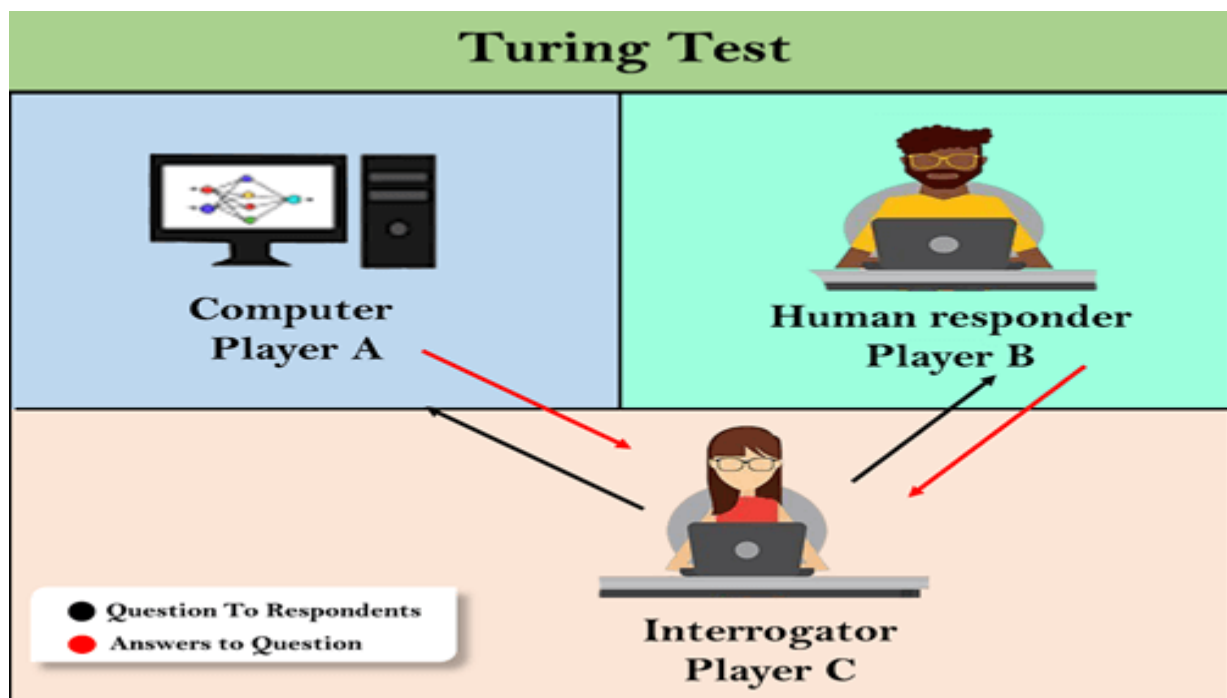 Turing Test
Computer
Player A
Human responder
Player B
Question To Respondents
Answers to Question
Interrogator
Player C